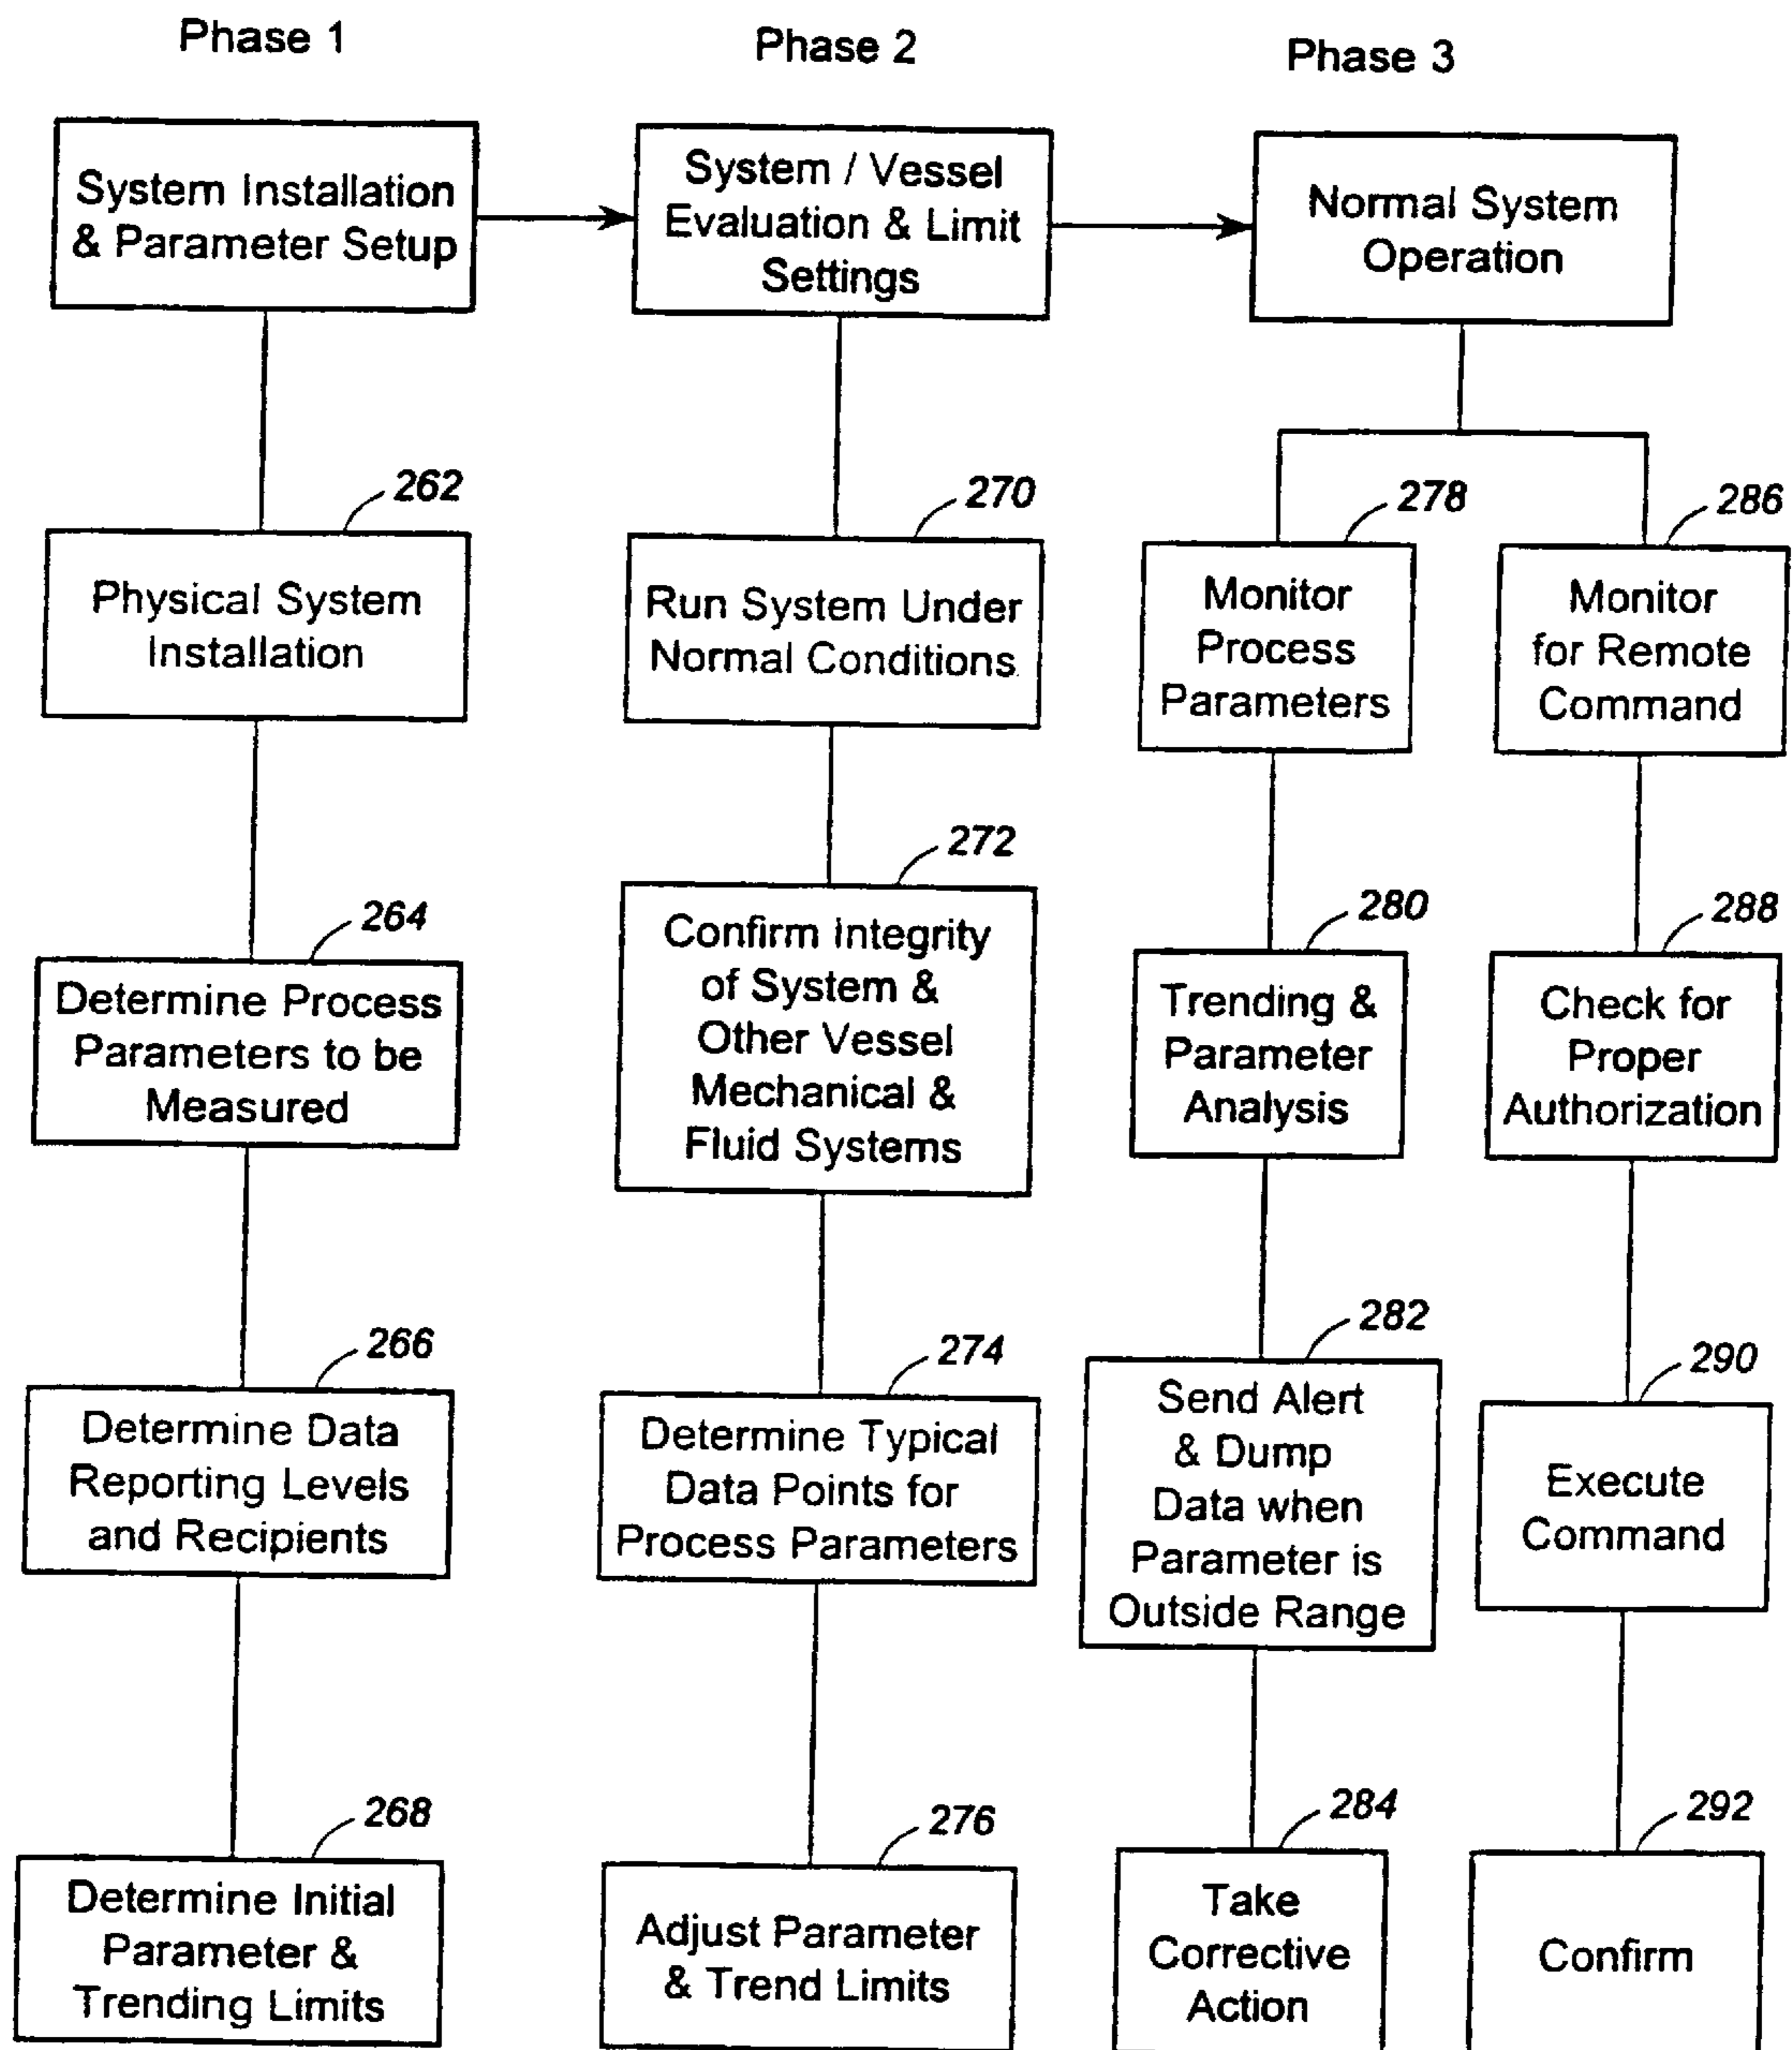 Phase 1
Phase 2
Phase 3
System Installation
& Parameter Setup
System / Vessel
Evaluation & Limit
Settings
Normal System
Operation
262
Physical System
Installation
264
Determine Process
Parameters to be
Measured
266
Determine Data
Reporting Levels
and Recipients
268
Determine Initial
Parameter &
Trending Limits
270
Run System Under
Normal Conditions
272
Confirm Integrity
of System &
Other Vessel
Mechanical &
Fluid Systems
274
Determine Typical
Data Points for
Process Parameters
276
Adjust Parameter
& Trend Limits
278
Monitor
Process
Parameters
280
Trending &
Parameter
Analysis
282
Send Alert
& Dump
Data when
Parameter is
Outside Range
284
Take
Corrective
Action
286
Monitor
for Remote
Command
288
Check for
Proper
Authorization
290
Execute
Command
292
Confirm